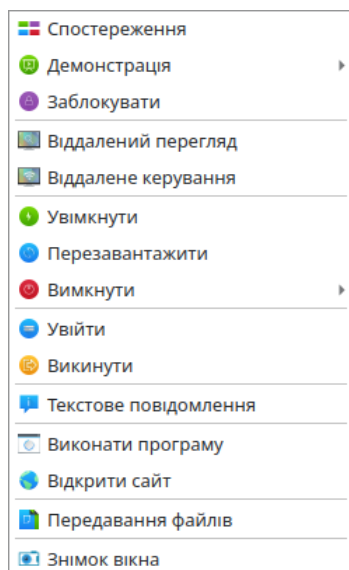 Спостереження
Демонстрація
Заблокувати
Віддалений перегляд
Віддалене керування
Увімкнути
Перезавантажити
Вимкнути
Увійти
Викинути
Текстове повідомлення
Виконати програму
Відкрити сайт
Передавання файлів
Знімок вікна